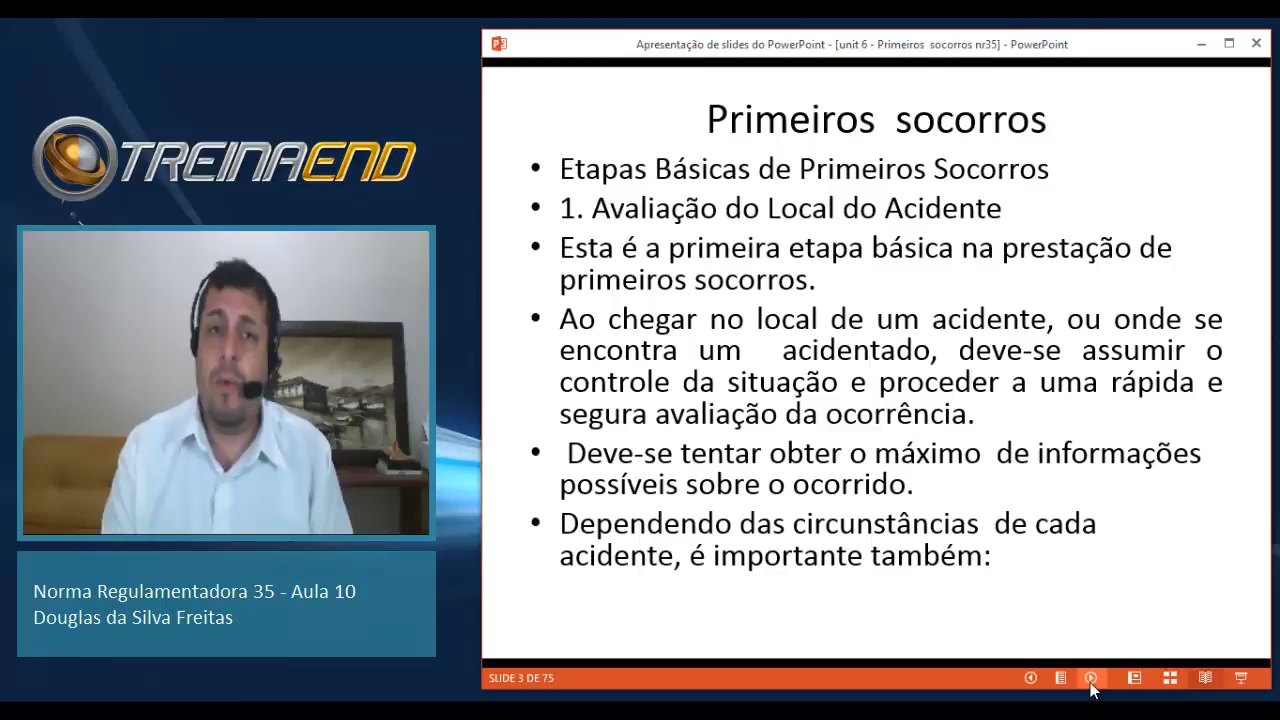 TREINAEND
Norma Regulamentadora 35 - Aula 10
Douglas da Silva Freitas
Apresentação de slides do PowerPoint - [unit 6 - Primeiros  socorros nr35] - PowerPoint
Primeiros  socorros
• Etapas Básicas de Primeiros Socorros
• 1. Avaliação do Local do Acidente
• Esta é a primeira etapa básica na prestação de
primeiros socorros.
• Ao chegar no local de um acidente, ou onde se
encontra um  acidentado, deve-se assumir o
controle da situação e proceder a uma rápida e
segura avaliação da ocorrência.
•  Deve-se tentar obter o máximo  de informações
possíveis sobre o ocorrido.
• Dependendo das circunstâncias  de cada
acidente, é importante também:
SLIDE 3 DE 75